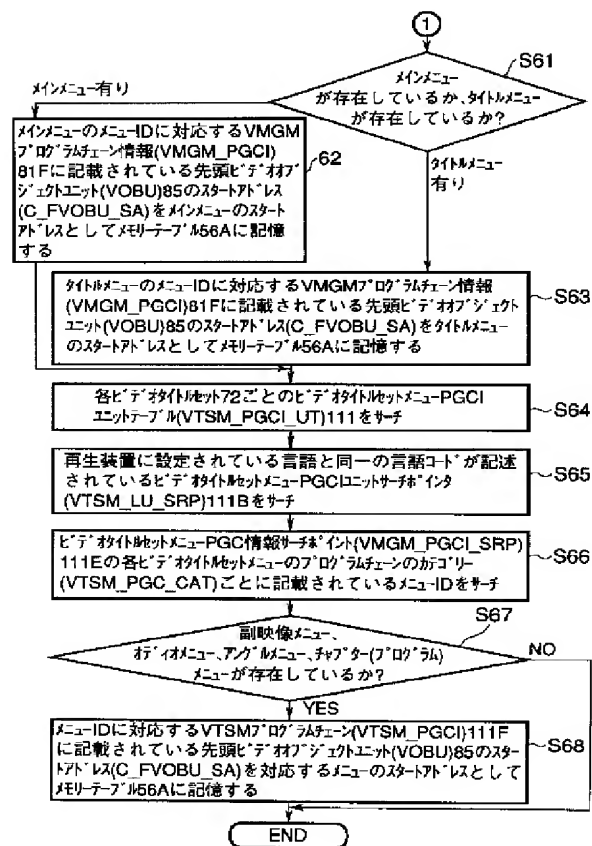 1
S61
メインメニュー
が存在しているか、タイトルメニュー
が存在しているか?
メインメニュー有り
タイトルメニュー
有り
62
メインメニューのメニューIDに対応するVMGM
プログラムチェーン情報(VMGM_PGCI)
81Fに記載されている先頭ビデオオブ
ジェクトユニット(VOBU)85のスタートアドレス
(C_FVOBU_SA)をメインメニューのスタート
アドレスとしてメモリーテーブル56Aに記憶
する
タイトルメニューのメニューIDに対応するVMGMプログラムチェーン情報
(VMGM_PGCI)81Fに記載されている先頭ビデオオブジェクト
ユニット(VOBU)85のスタートアドレス(C_FVOBU_SA)をタイトルメニュー
のスタートアドレスとしてメモリーテーブル56Aに記憶する
S63
各ビデオタイトルセット72ごとのビデオタイトルセットメニューPGCI
ユニットテーブル(VTSM_PGCI_UT)111をサーチ
S64
再生装置に設定されている言語と同一の言語コードが記述
されているビデオタイトルセットメニューPGCIユニットサーチポインタ
(VTSM_LU_SRP)111Bをサーチ
S65
ビデオタイトルセットメニューPGC情報サーチポイント(VMGM_PGCI_SRP)
111Eの各ビデオタイトルセットメニューのプログラムチェーンのカテゴリー
(VTSM_PGC_CAT)ごとに記載されているメニューIDをサーチ
S66
S67
副映像メニュー、
オディオメニュー、アングルメニュー、チャプター(プログラム)
メニューが存在しているか?
NO
YES
メニューIDに対応するVTSMプログラムチェーン(VTSM_PGCI)111F
に記載されている先頭ビデオオブジェクトユニット(VOBU)85のスター
トアドレス(C_FVOBU_SA)を対応するメニューのスタートアドレスとして
メモリーテーブル56Aに記憶する
S68
END